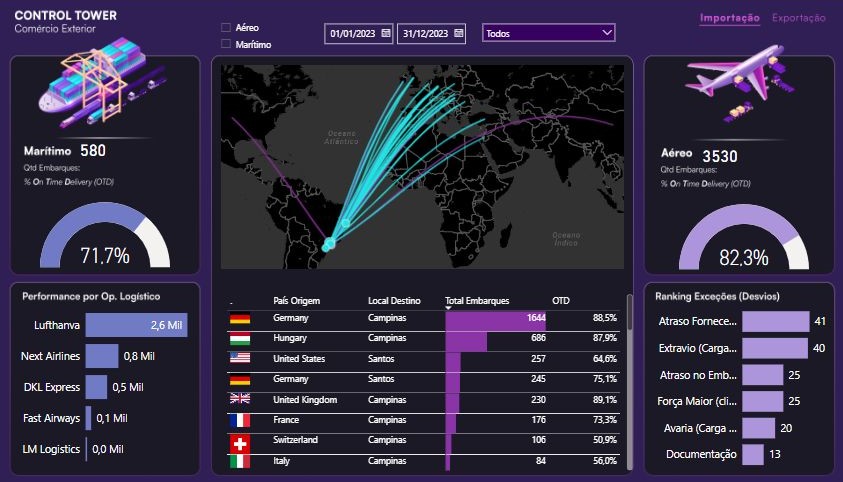 CONTROL TOWER
Comércio Exterior
Aéreo
Marítimo
01/01/2023
31/12/2023
Todos
Importação
Exportação
Marítimo 580
Qtd Embarques:
% On Time Delivery (OTD)
71,7%
Oceano
Atlântico
Oceano
Índico
Aéreo 3530
Qtd Embarques:
% On Time Delivery (OTD)
82,3%
Performance por Op. Logístico
Lufthanva 2,6 Mil
Next Airlines 0,8 Mil
DKL Express 0,5 Mil
Fast Airways 0,1 Mil
LM Logistics 0,0 Mil
. País Origem Local Destino Total Embarques OTD
Germany Campinas 1644 88,5%
Hungary Campinas 686 87,9%
United States Santos 257 64,6%
Germany Santos 245 75,1%
United Kingdom Campinas 230 89,1%
France Campinas 176 73,3%
Switzerland Campinas 106 50,9%
Italy Campinas 84 56,0%
Ranking Exceções (Desvios)
Atraso Fornece... 41
Extravio (Carga... 40
Atraso no Emb... 25
Força Maior (cli... 25
Avaria (Carga ... 20
Documentação 13